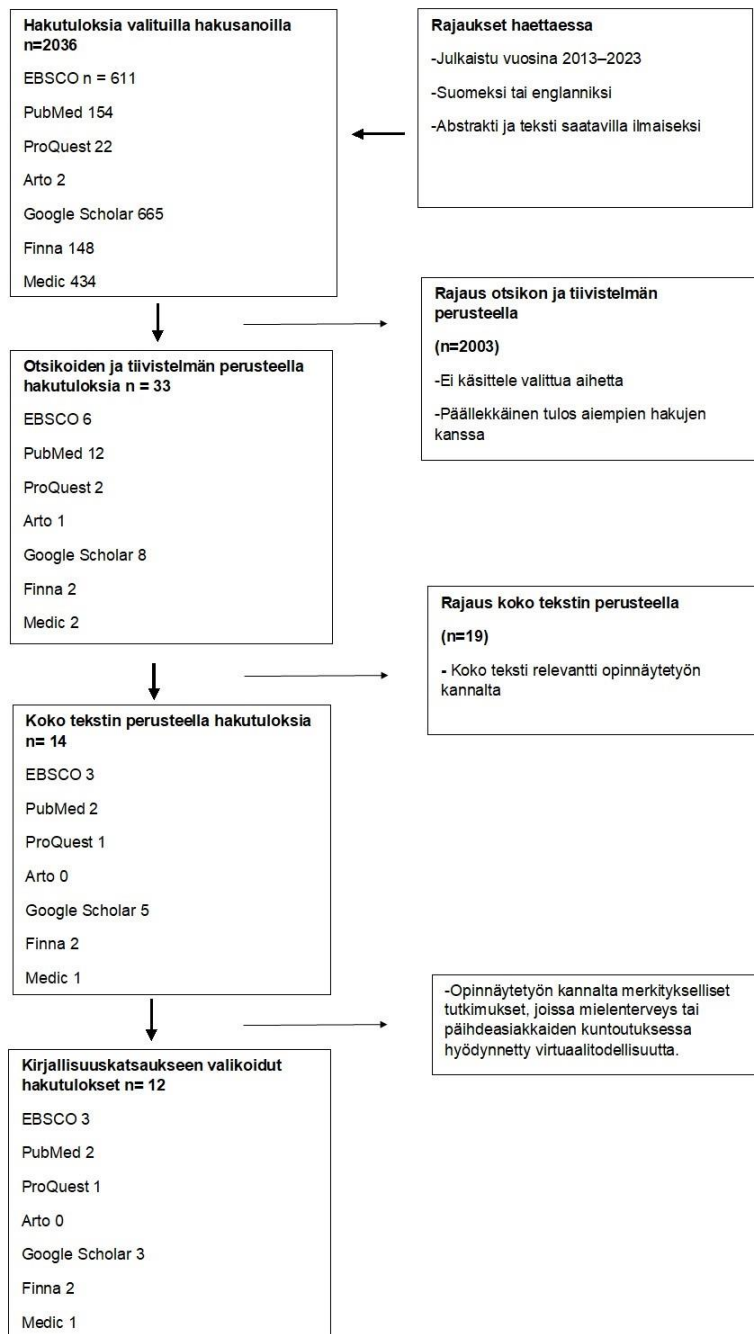 Hakutuloksia valituilla hakusanoilla
n=2036
EBSCO n = 611
PubMed 154
ProQuest 22
Arto 2
Google Scholar 665
Finna 148
Medic 434
Rajaukset haettaessa
-Julkaistu vuosina 2013–2023
-Suomeksi tai englanniksi
-Abstrakti ja teksti saatavilla ilmaiseksi
Rajaus otsikon ja tiivistelmän
perusteella
(n=2003)
-Ei käsittele valittua aihetta
-Päällekkäinen tulos aiempien hakujen
kanssa
Otsikoiden ja tiivistelmän perusteella
hakutuloksia n = 33
EBSCO 6
PubMed 12
ProQuest 2
Arto 1
Google Scholar 8
Finna 2
Medic 2
Rajaus koko tekstin perusteella
(n=19)
- Koko teksti relevantti opinnäytetyön
kannalta
Koko tekstin perusteella hakutuloksia
n= 14
EBSCO 3
PubMed 2
ProQuest 1
Arto 0
Google Scholar 5
Finna 2
Medic 1
-Opinnäytetyön kannalta merkitykselliset
tutkimukset, joissa mielenterveys tai
päihdeasiakkaiden kuntoutuksessa
hyödynnetty virtuaalitodellisuutta.
Kirjallisuuskatsaukseen valikoidut
hakutulokset n= 12
EBSCO 3
PubMed 2
ProQuest 1
Arto 0
Google Scholar 3
Finna 2
Medic 1